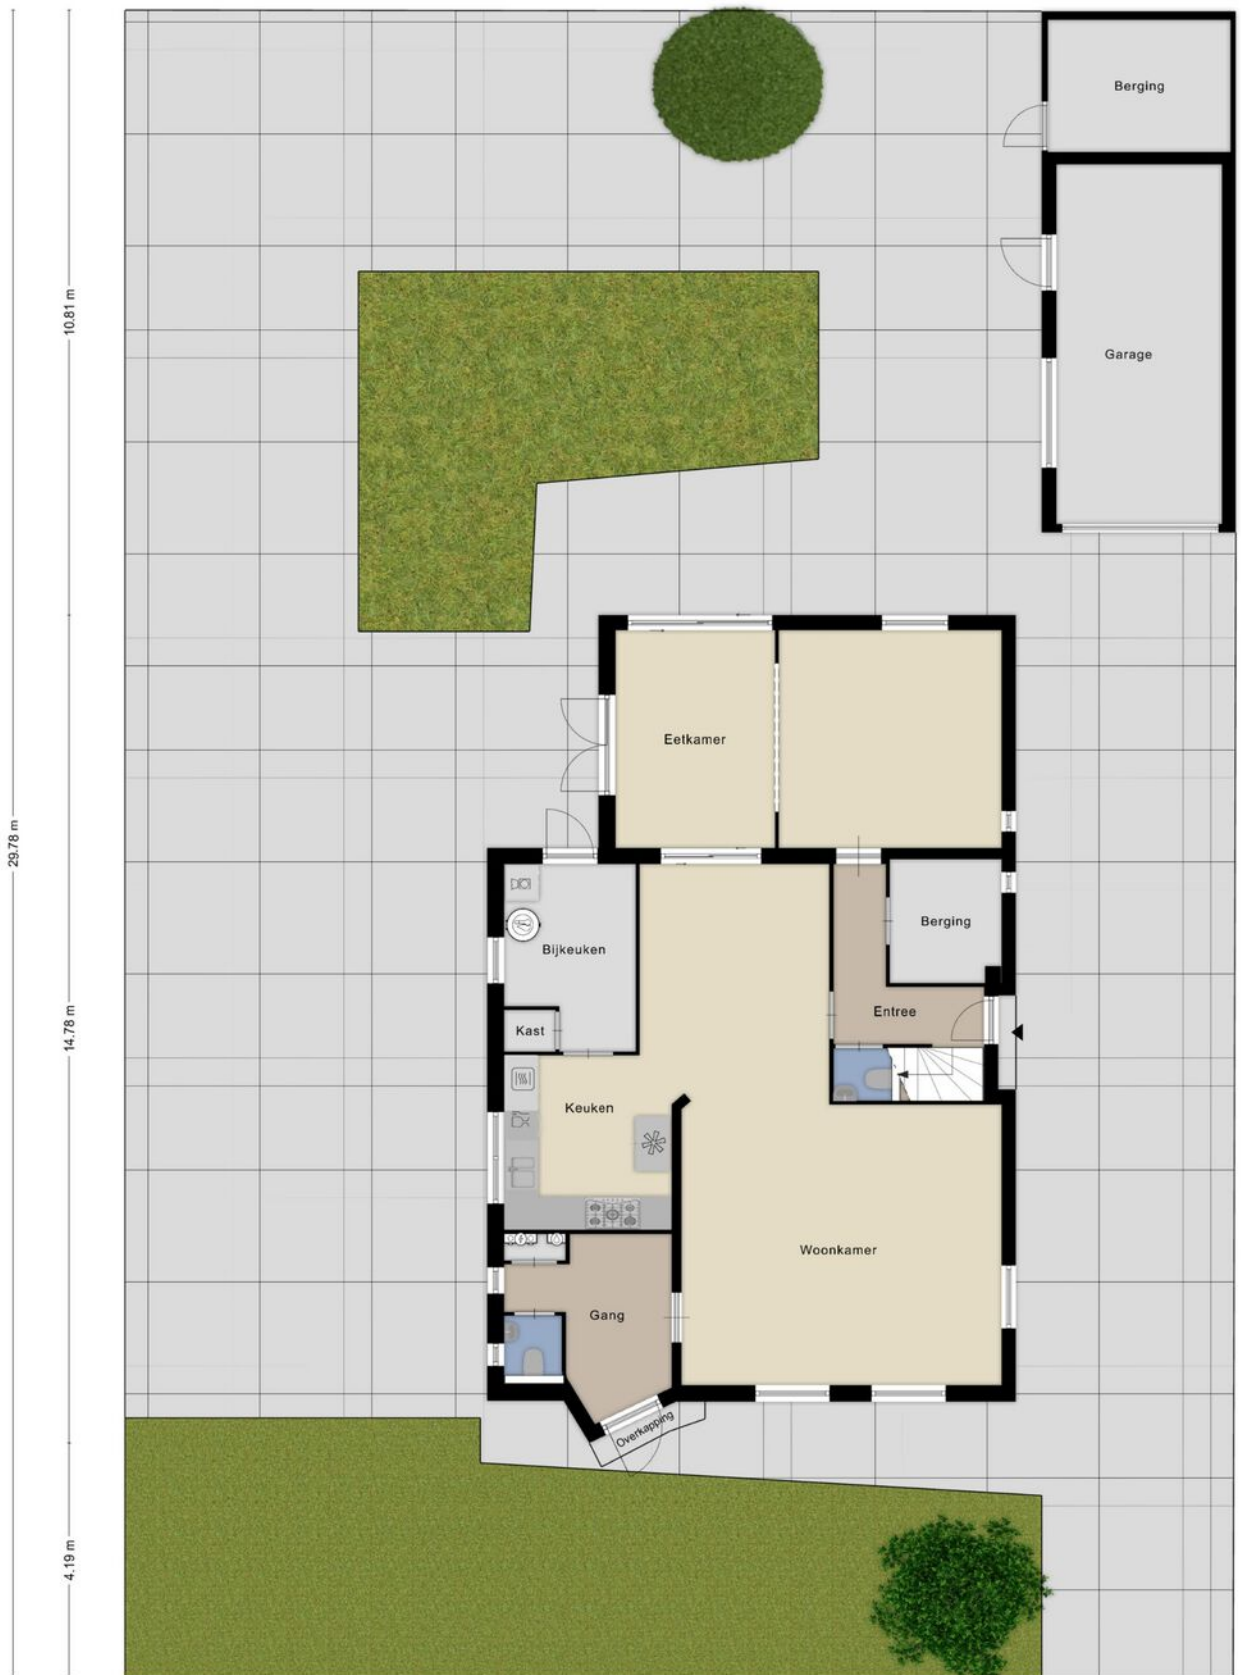 Berging
10.81 m
Garage
Eetkamer
29.78 m
Berging
Bijkeuken
Entree
14.78 m
Kast
Keuken
Woonkamer
Gang
Overkapping
4.19 m